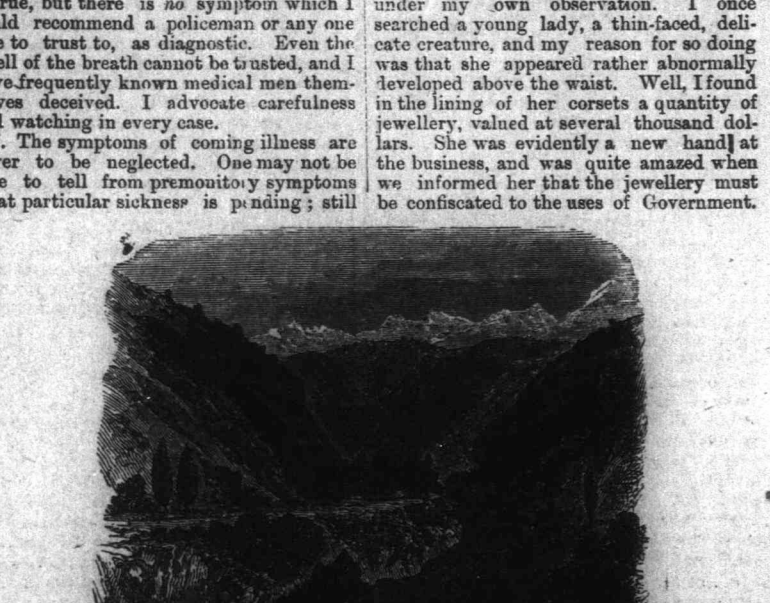 rue, but there is no symptom which I
ld recommend a policeman or any one
e to trust to, as diagnostic. Even the
ell of the breath cannot be trusted, and I
ve frequently known medical men them-
ves deceived. I advocate carefulness
l watching in every case.
. The symptoms of coming illness are
er to be neglected. One may not be
e to tell from premonitory symptoms
at particular sickness is pending; still
under my own observation. I once
searched a young lady, a thin-faced, deli-
cate creature, and my reason for so doing
was that she appeared rather abnormally
developed above the waist. Well, I found
in the lining of her corsets a quantity of
jewellery, valued at several thousand dol-
lars. She was evidently a new hand at
the business, and was quite amazed when
we informed her that the jewellery must
be confiscated to the uses of Government.